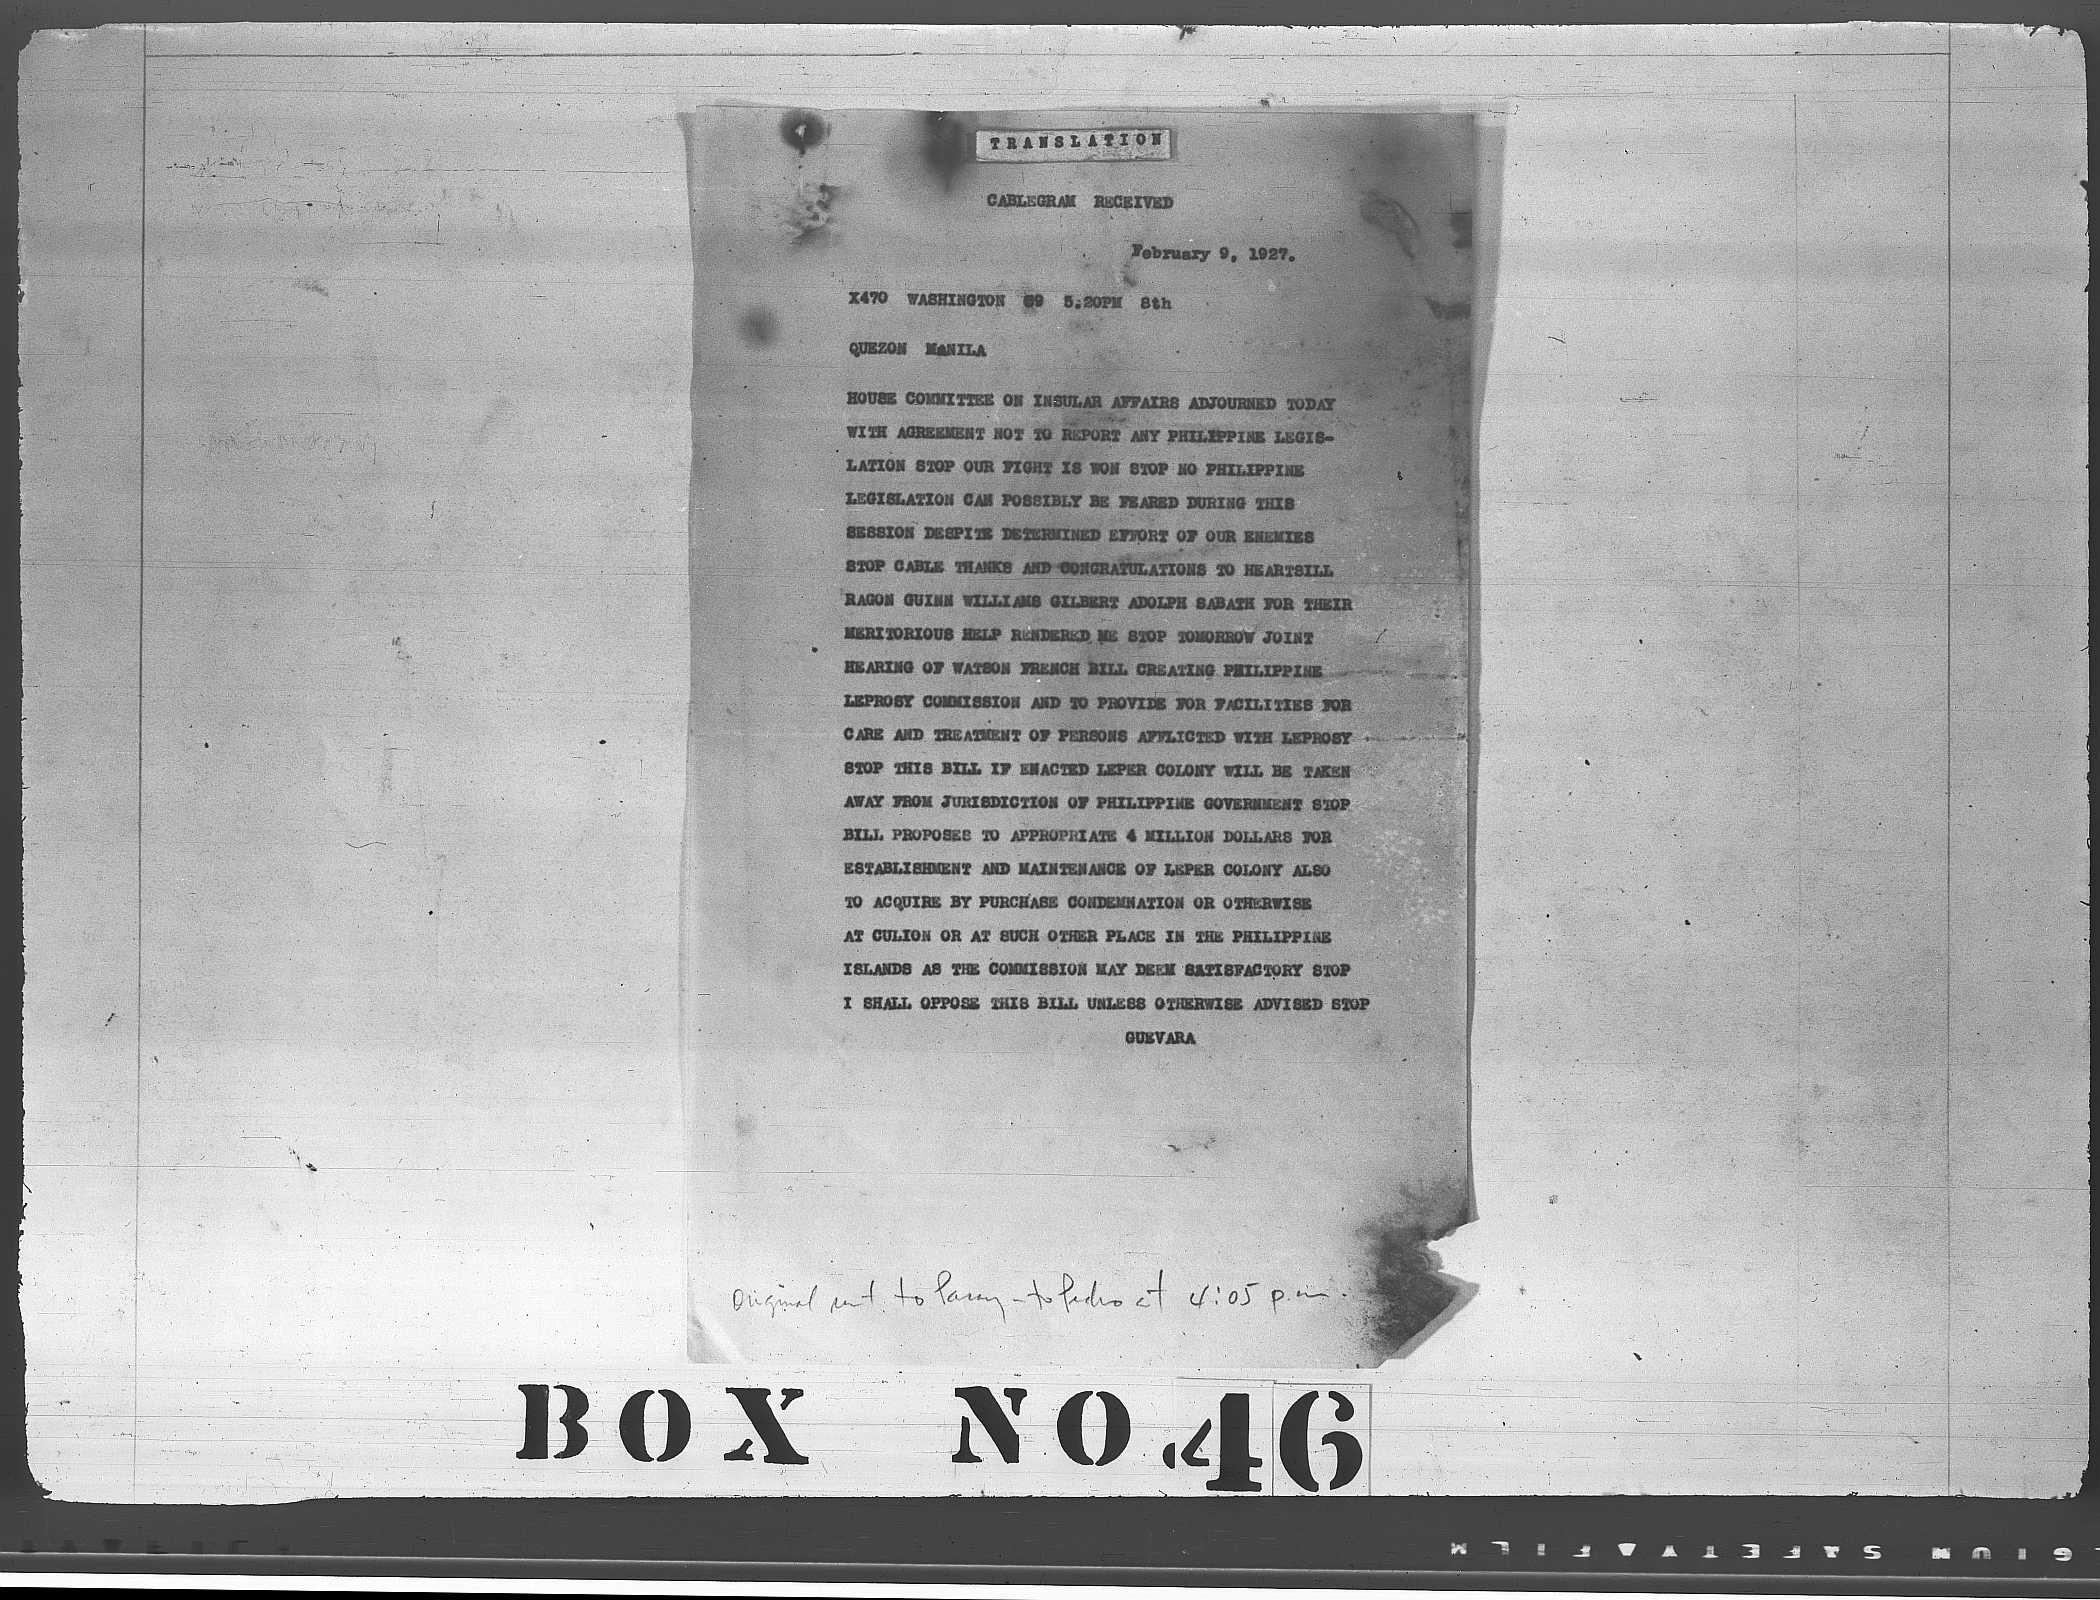 TRANSLATION
CABLEGRAM RECEIVED
February 9, 1927.
X470 WASHINGTON 89 5.20PM 8th
QUEZON MANILA
HOUSE COMMITTEE ON INSULAR AFFAIRS ADJOURNED TODAY
WITH AGREEMENT NOT TO REPORT ANY PHILIPPINE LEGIS-
LATION STOP OUR FIGHT IS WON STOP NO PHILIPPINE
LEGISLATION CAN POSSIBLY BE FEARED DURING THIS
SESSION DESPITE DETERMINED EFFORT OF OUR ENEMIES
STOP CABLE THANKS AND CONGRATULATIONS TO HEARTSILL
RAGON GUINN WILLIAMS GILBERT ADOLPH SABATH FOR THEIR
MERITORIOUS HELP RENDERED ME STOP TOMORROW JOINT
HEARING OF WATSON FRENCH BILL CREATING PHILIPPINE
LEPROSY COMMISSION AND TO PROVIDE FOR FACILITIES FOR
CARE AND TREATMENT OF PERSONS AFFLICTED WITH LEPROSY
STOP THIS BILL IF ENACTED LEPER COLONY WILL BE TAKEN
AWAY FROM JURISDICTION OF PHILIPPINE GOVERNMENT STOP
BILL PROPOSES TO APPROPRIATE 4 MILLION DOLLARS FOR
ESTABLISHMENT AND MAINTENANCE OF LEPER COLONY ALSO
TO ACQUIRE BY PURCHASE CONDEMNATION OR OTHERWISE
AT CULION OR AT SUCH OTHER PLACE IN THE PHILIPPINE
ISLANDS AS THE COMMISSION MAY DEEM SATISFACTORY STOP
I SHALL OPPOSE THIS BILL UNLESS OTHERWISE ADVISED STOP
GUEVARA
Original sent to Pasay - to Pedro at 4:05 p.m.
BOX NO. 46
SAFETY FILM